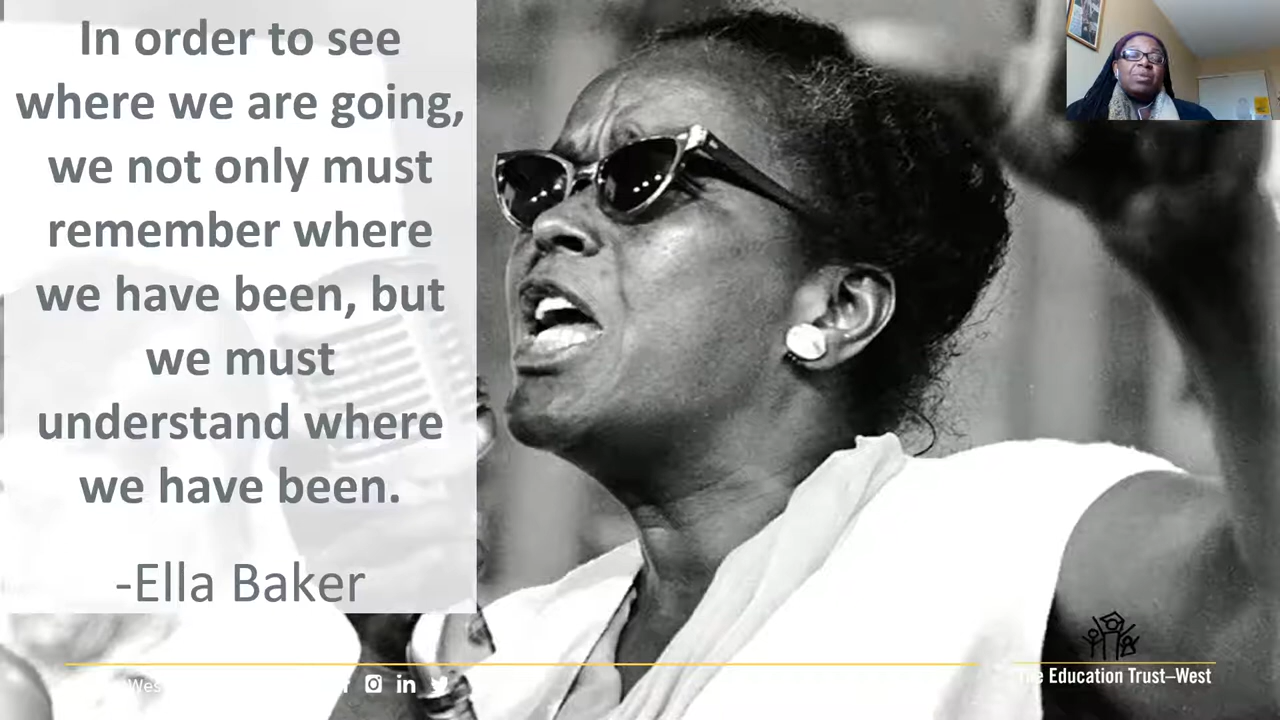 In order to see
where we are going,
we not only must
remember where
we have been, but
we must
understand where
we have been.
-Ella Baker
The Education Trust–West